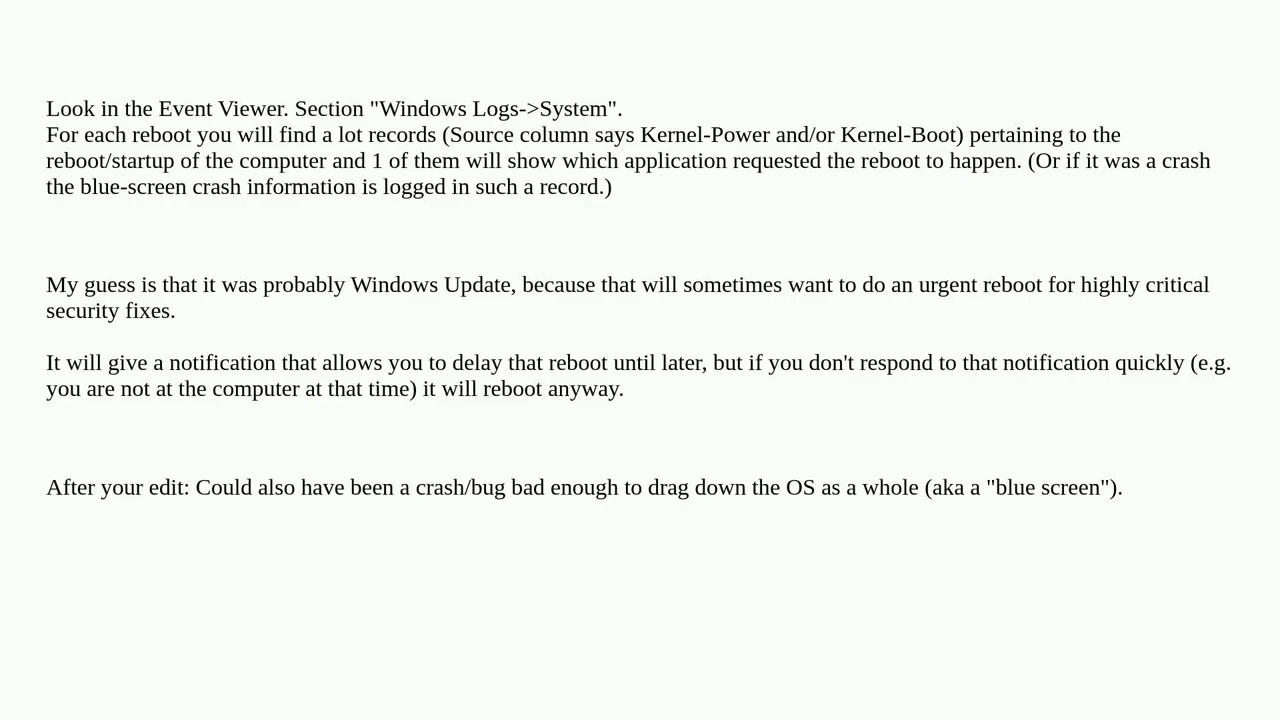 Look in the Event Viewer. Section "Windows Logs->System".
For each reboot you will find a lot records (Source column says Kernel-Power and/or Kernel-Boot) pertaining to the
reboot/startup of the computer and 1 of them will show which application requested the reboot to happen. (Or if it was a crash
the blue-screen crash information is logged in such a record.)
My guess is that it was probably Windows Update, because that will sometimes want to do an urgent reboot for highly critical
security fixes.
It will give a notification that allows you to delay that reboot until later, but if you don't respond to that notification quickly (e.g.
you are not at the computer at that time) it will reboot anyway.
After your edit: Could also have been a crash/bug bad enough to drag down the OS as a whole (aka a "blue screen").